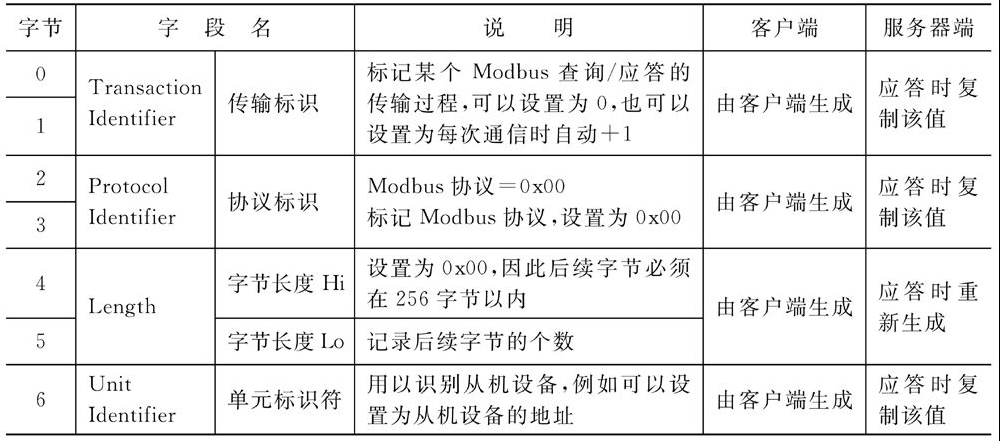 字节 字 段 名 说 明 客户端 服务器端
0
1
Transaction
Identifier
传输标识
标记某个 Modbus 查询/应答的
传输过程,可以设置为 0,也可以
设置为每次通信时自动+1
由客户端生成
应答时复
制该值
2
3
Protocol
Identifier
协议标识
Modbus 协议=0x00
标记 Modbus 协议,设置为 0x00
由客户端生成
应答时复
制该值
4
5
Length
字节长度 Hi
设置为 0x00,因此后续字节必须
在 256 字节以内
字节长度 Lo
记录后续字节的个数
由客户端生成
应答时重
新生成
6
Unit
Identifier
单元标识符
用以识别从机设备,例如可以设
置为从机设备的地址
由客户端生成
应答时复
制该值